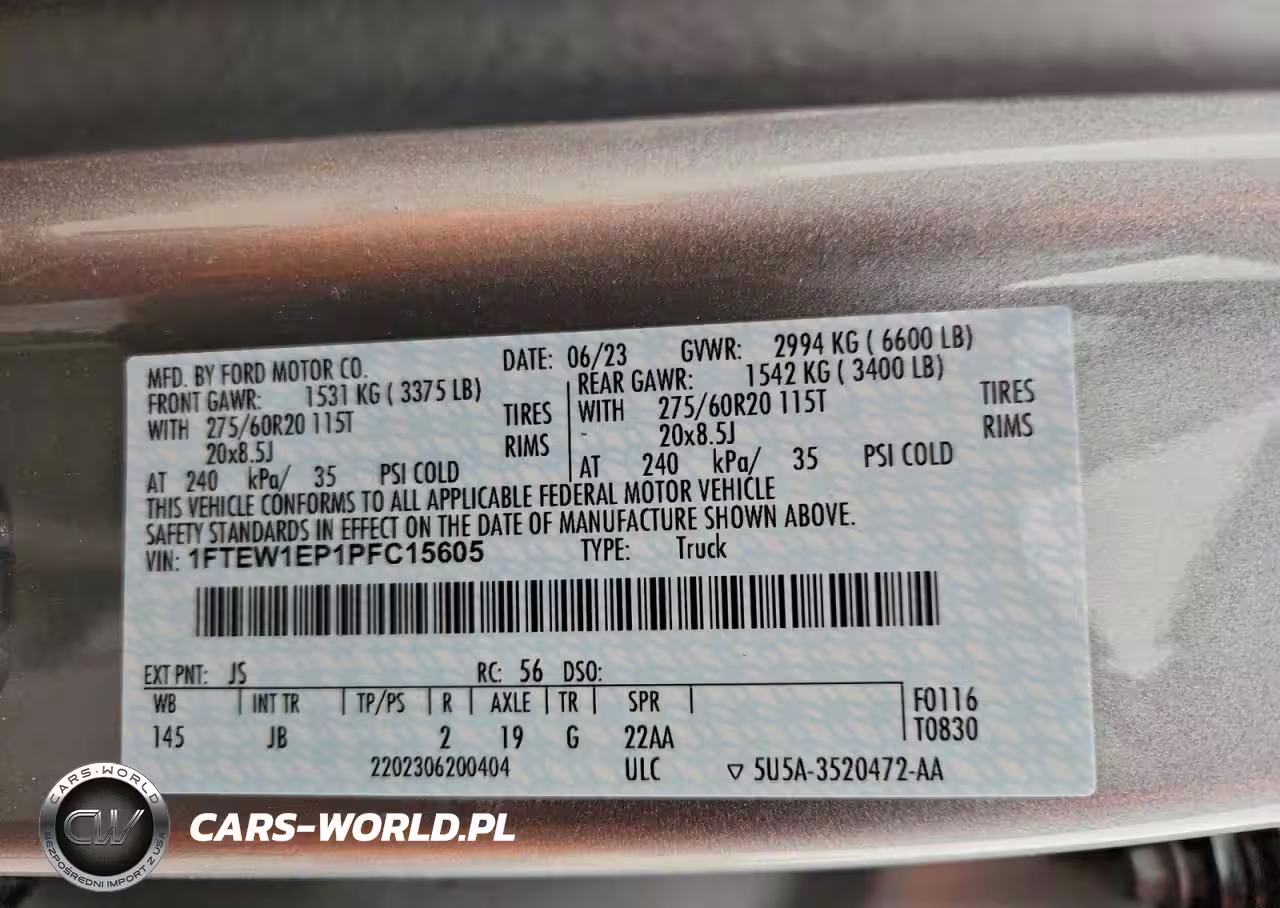 MFD. BY FORD MOTOR CO. DATE: 06/23 GVWR: 2994 KG ( 6600 LB)
FRONT GAWR: 1531 KG ( 3375 LB) REAR GAWR: 1542 KG ( 3400 LB)
WITH 275/60R20 115T TIRES WITH 275/60R20 115T TIRES
20x8.5J RIMS - 20x8.5J RIMS
AT 240 kPa/ 35 PSI COLD AT 240 kPa/ 35 PSI COLD
THIS VEHICLE CONFORMS TO ALL APPLICABLE FEDERAL MOTOR VEHICLE
SAFETY STANDARDS IN EFFECT ON THE DATE OF MANUFACTURE SHOWN ABOVE.
VIN: 1FTEW1EP1PFC15605 TYPE: Truck
EXT PNT: JS RC: 56 DSO:
WB INT TR TP/PS R AXLE TR SPR F0116
145 JB 2 19 G 22AA T0830
2202306200404 ULC ▽ 5U5A-3520472-AA
CARS-WORLD
CW
BEZPOŚREDNI IMPORT Z USA
CARS-WORLD.PL